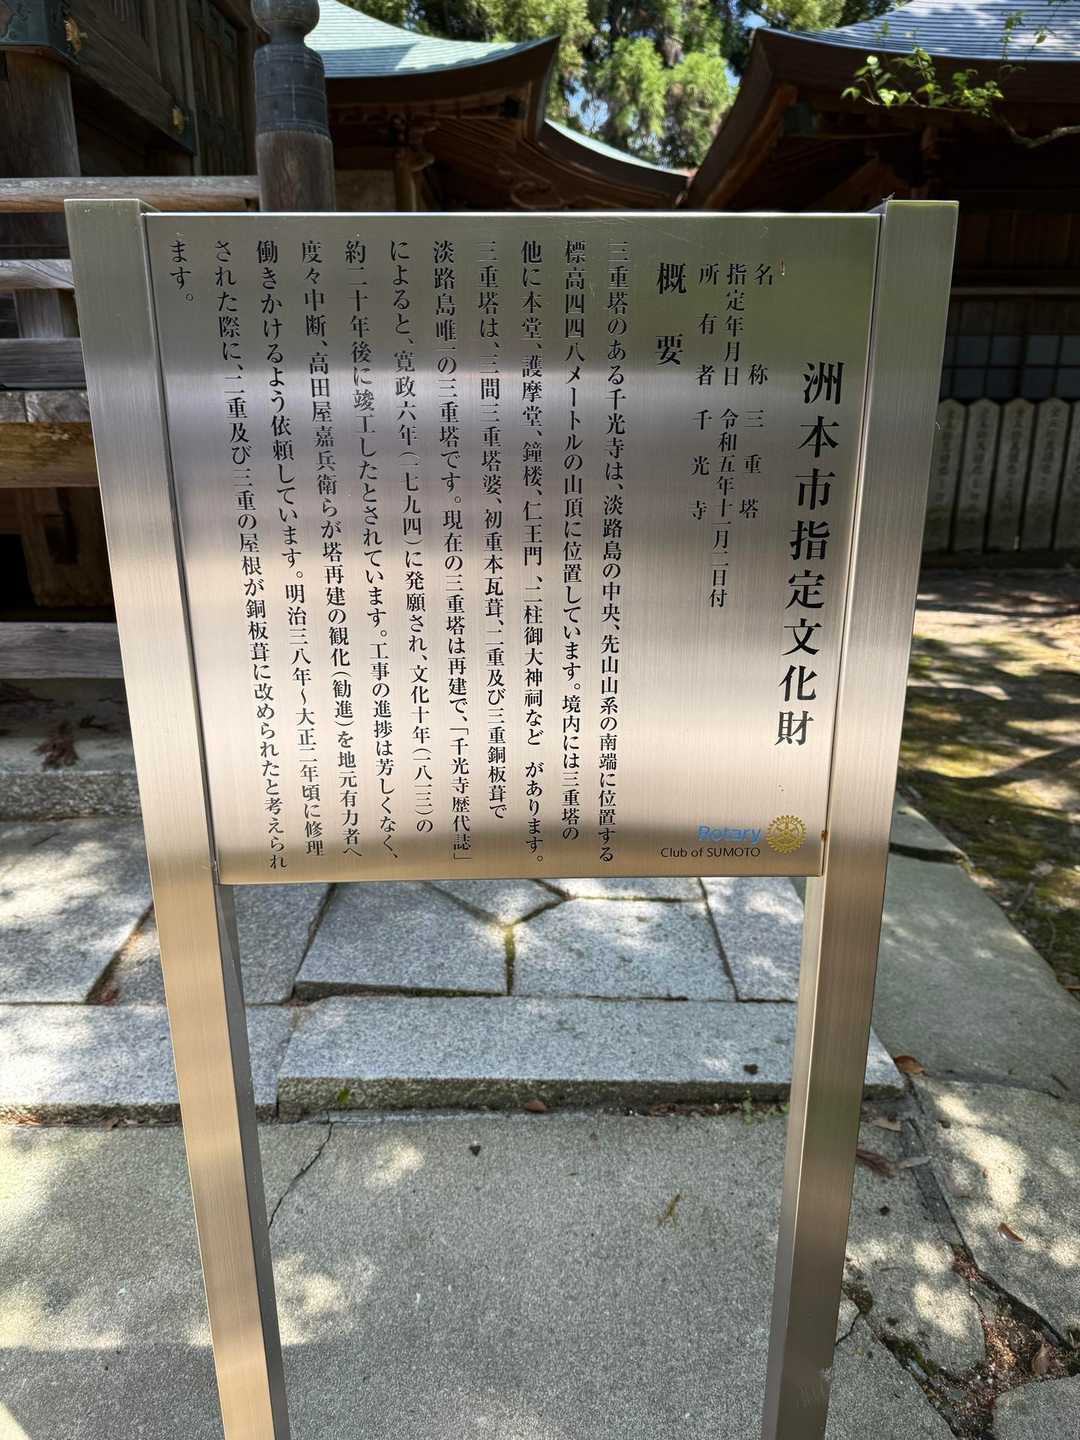 洲本市指定文化財
名称 三重塔
指定年月日 令和五年十一月二日付
所有者 千光寺
概要
三重塔のある千光寺は、淡路島の中央、先山山系の南端に位置する
標高四四八メートルの山頂に位置しています。境内には三重塔の
他に本堂、護摩堂、鐘楼、仁王門、二柱御大神祠など があります。
三重塔は、三間三重塔婆、初重本瓦葺、二重及び三重銅板葺で
淡路島唯一の三重塔です。現在の三重塔は再建で、「千光寺歴代誌」
によると、寛政六年(一七九四)に発願され、文化十年(一八一三)の
約二十年後に竣工したとされています。工事の進捗は芳しくなく、
度々中断、高田屋嘉兵衛らが塔再建の観化(勧進)を地元有力者へ
働きかけるよう依頼しています。明治三八年~大正二年頃に修理
された際に、二重及び三重の屋根が銅板葺に改められたと考えられ
ます。
Rotary
Club of SUMOTO